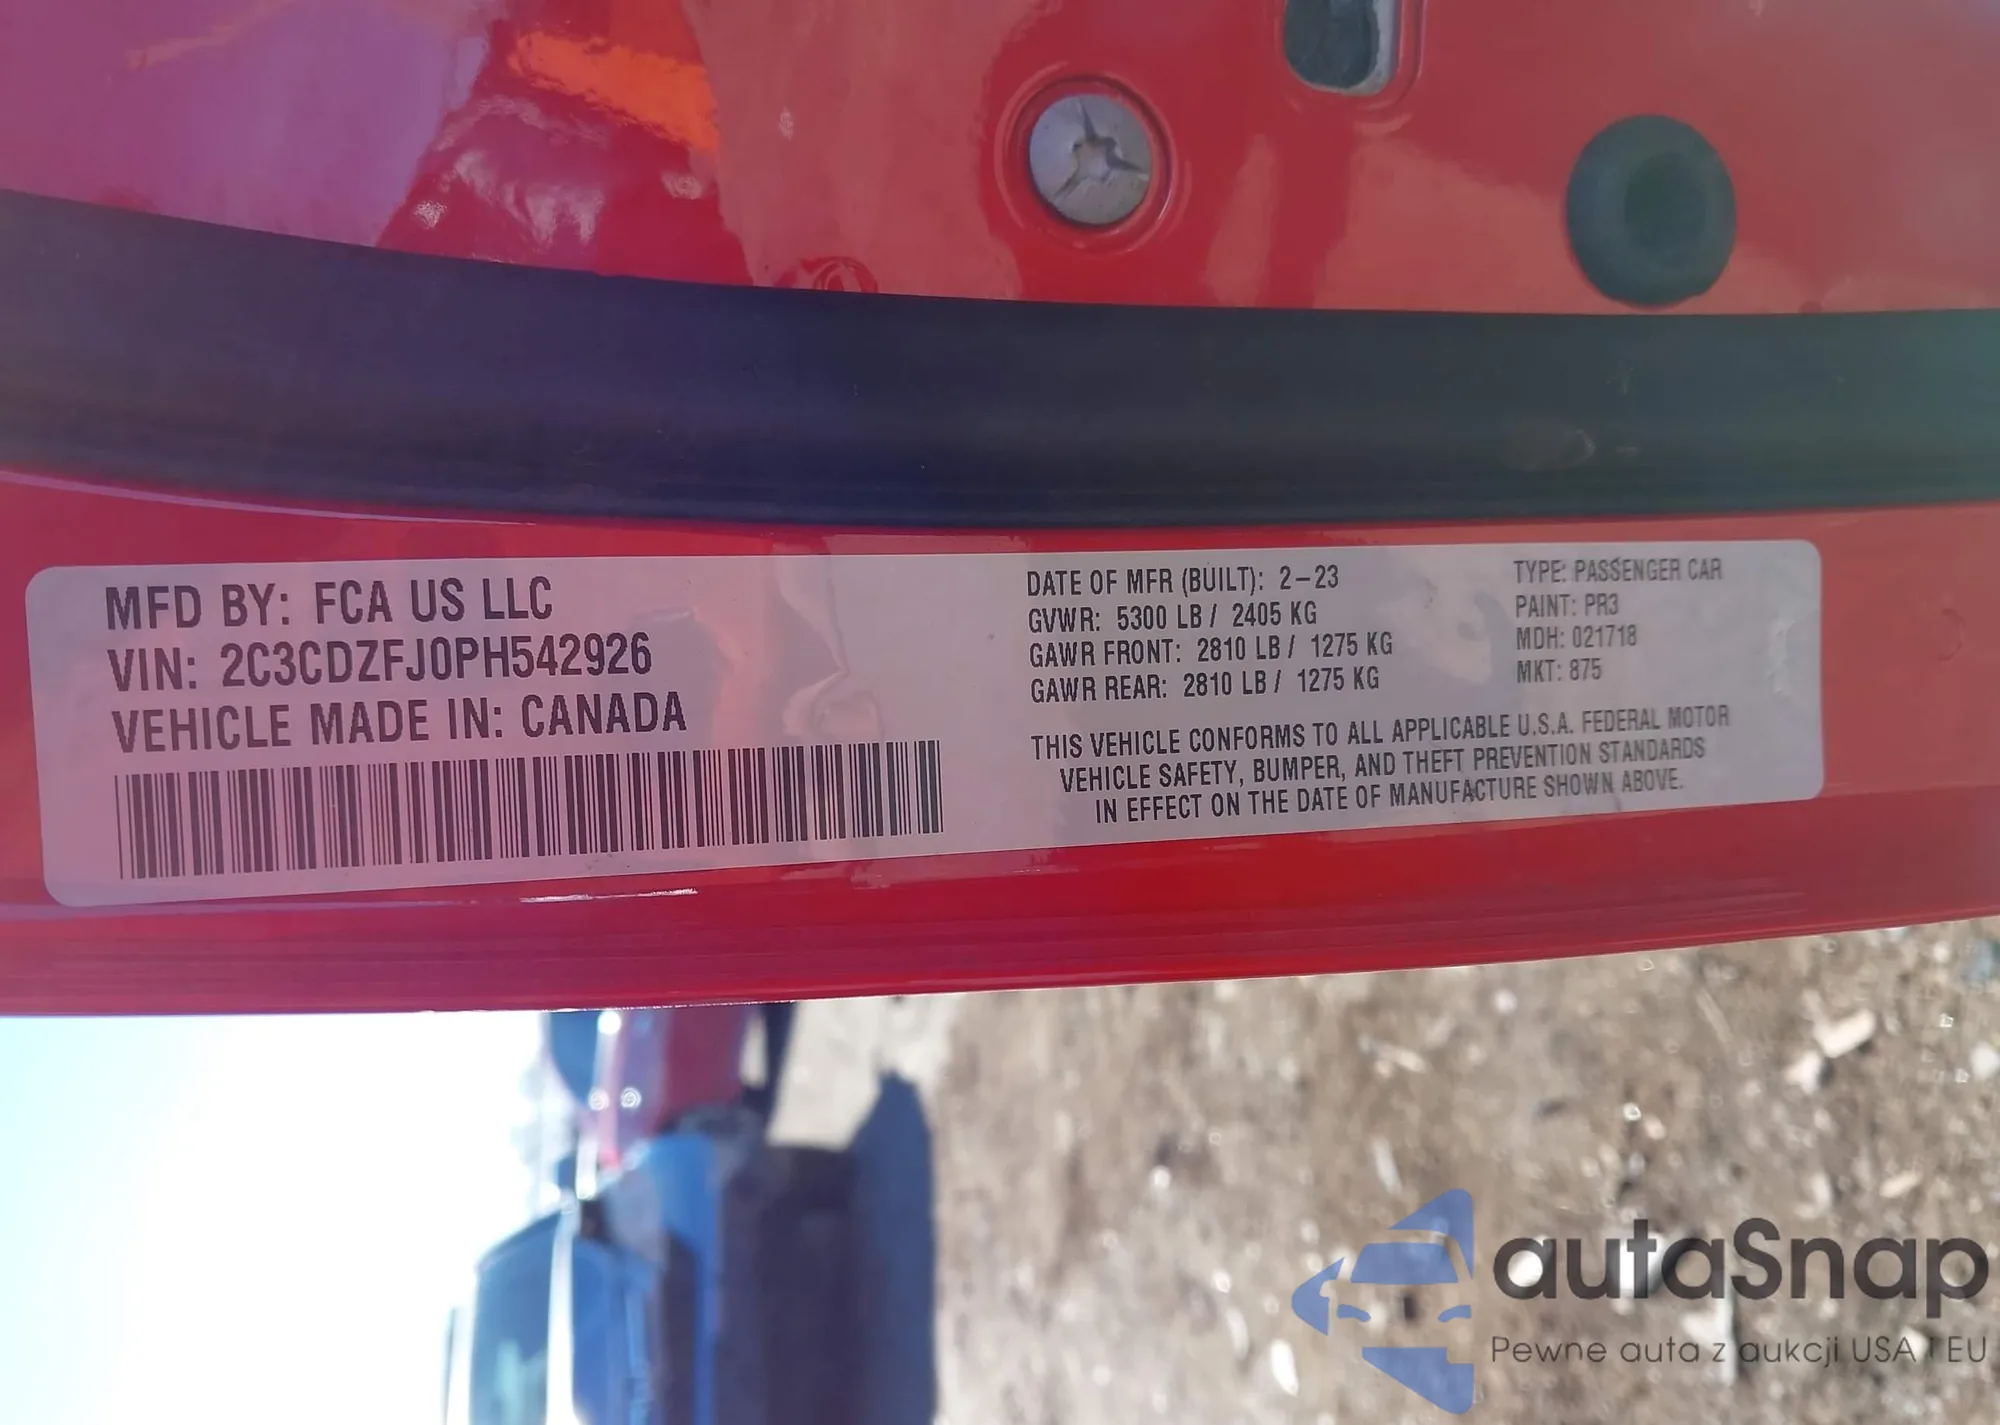 MFD BY: FCA US LLC
VIN: 2C3CDZFJ0PH542926
VEHICLE MADE IN: CANADA
DATE OF MFR (BUILT): 2-23
GVWR: 5300 LB / 2405 KG
GAWR FRONT: 2810 LB / 1275 KG
GAWR REAR: 2810 LB / 1275 KG
TYPE: PASSENGER CAR
PAINT: PR3
MDH: 021718
MKT: 875
THIS VEHICLE CONFORMS TO ALL APPLICABLE U.S.A. FEDERAL MOTOR
VEHICLE SAFETY, BUMPER, AND THEFT PREVENTION STANDARDS
IN EFFECT ON THE DATE OF MANUFACTURE SHOWN ABOVE.
autaSnap
Pewne auta z aukcji USA i EU